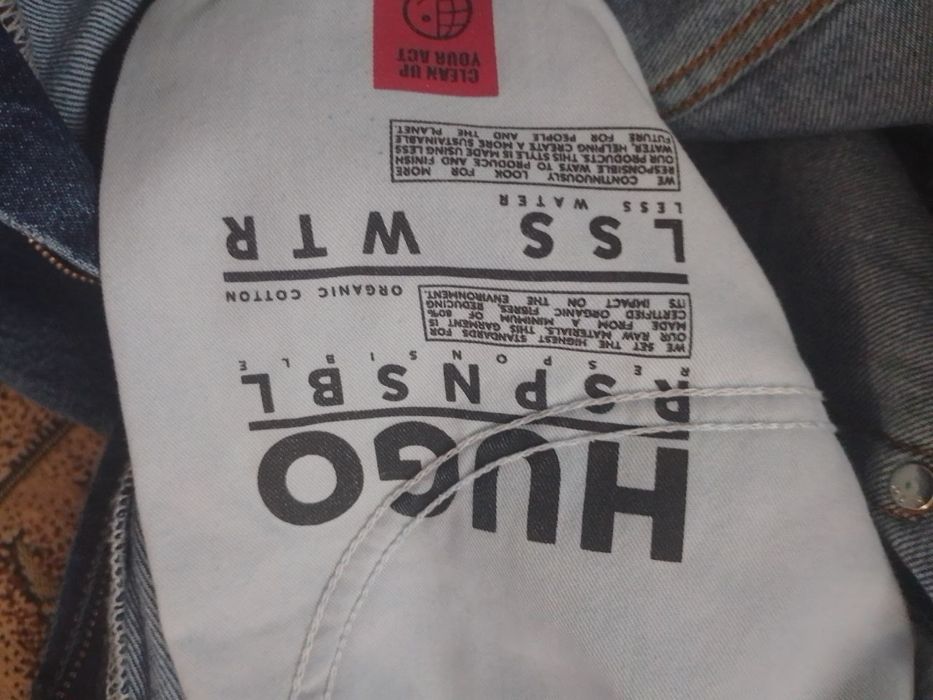 HUGO
RSPNSBL
RESPONSIBLE
WE SET THE HIGHEST STANDARDS FOR
OUR RAW MATERIALS. THIS GARMENT IS
MADE FROM A MINIMUM OF 60%
CERTIFIED ORGANIC FIBRES, REDUCING
ITS IMPACT ON THE ENVIRONMENT.
ORGANIC COTTON
LSS WTR
LESS WATER
WE CONTINUOUSLY LOOK FOR MORE
RESPONSIBLE WAYS TO PRODUCE AND FINISH
OUR PRODUCTS. THIS STYLE IS MADE USING LESS
WATER, HELPING CREATE A MORE SUSTAINABLE
FUTURE FOR PEOPLE AND THE PLANET.
CLEAN UP
YOUR ACT